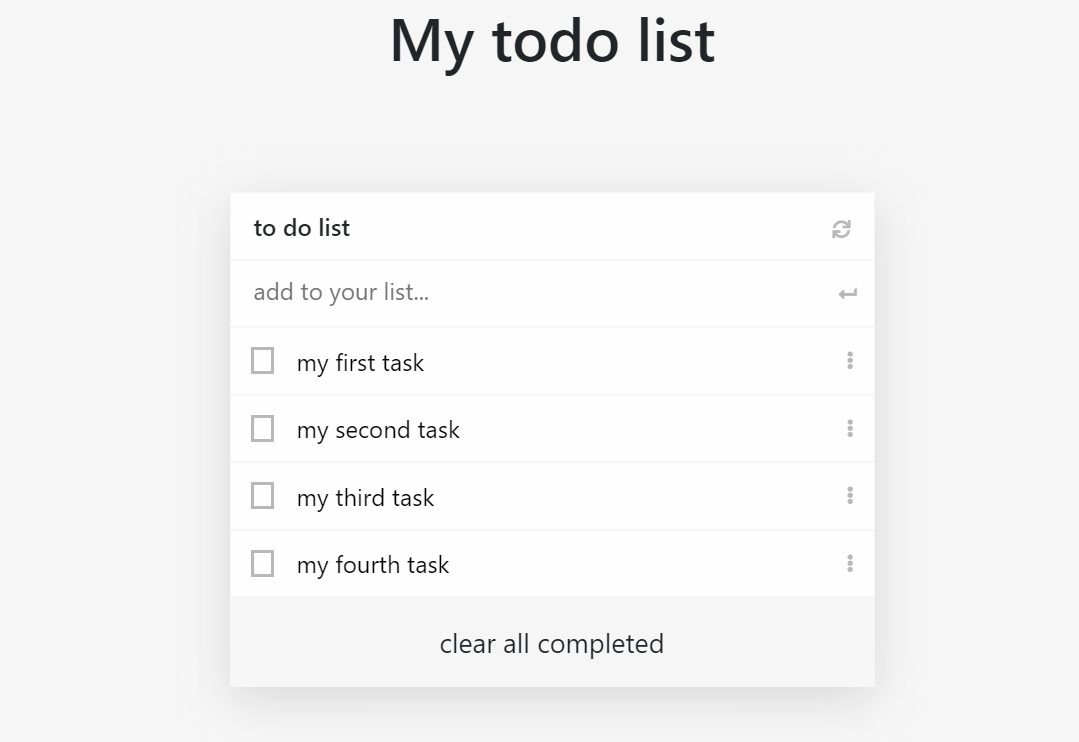 My todo list
to do list
add to your list...
my first task
my second task
my third task
my fourth task
clear all completed